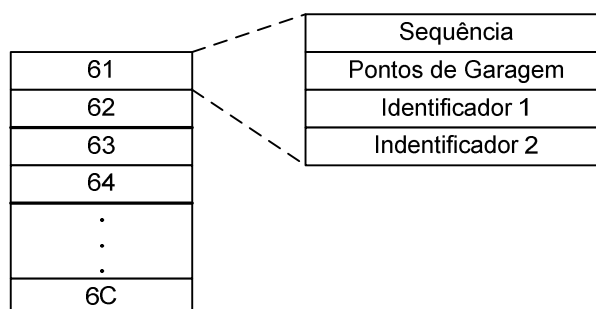 61
62
63
64
.
.
.
6C
Sequência
Pontos de Garagem
Identificador 1
Indentificador 2